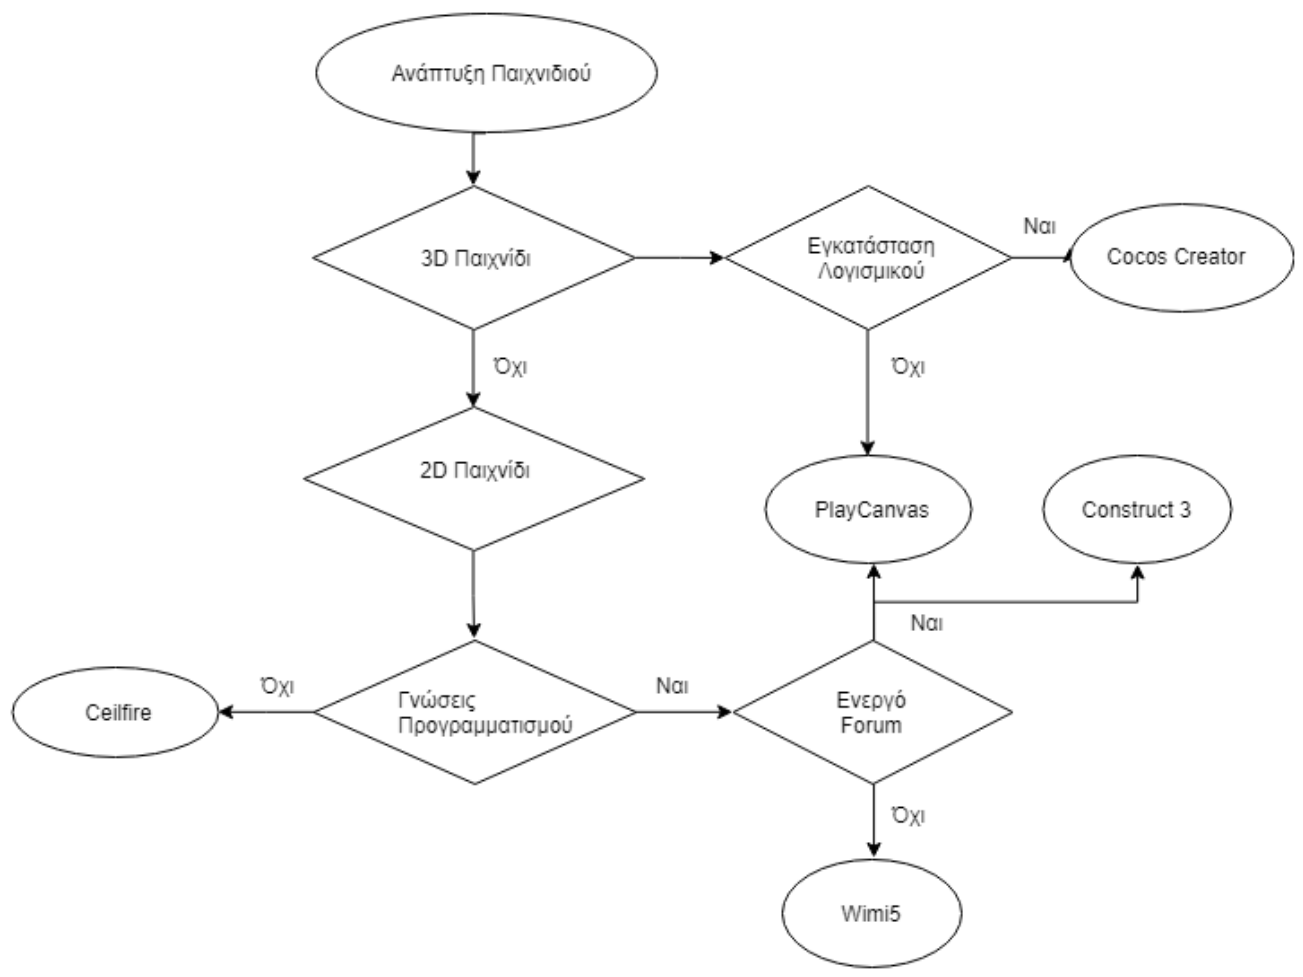 Ανάπτυξη Παιχνιδιού
3D Παιχνίδι
Εγκατάσταση
Λογισμικού
Ναι
Cocos Creator
Όχι
Όχι
2D Παιχνίδι
PlayCanvas
Construct 3
Ναι
Ceilfire
Όχι
Γνώσεις
Προγραμματισμού
Ναι
Ενεργό
Forum
Όχι
Wimi5